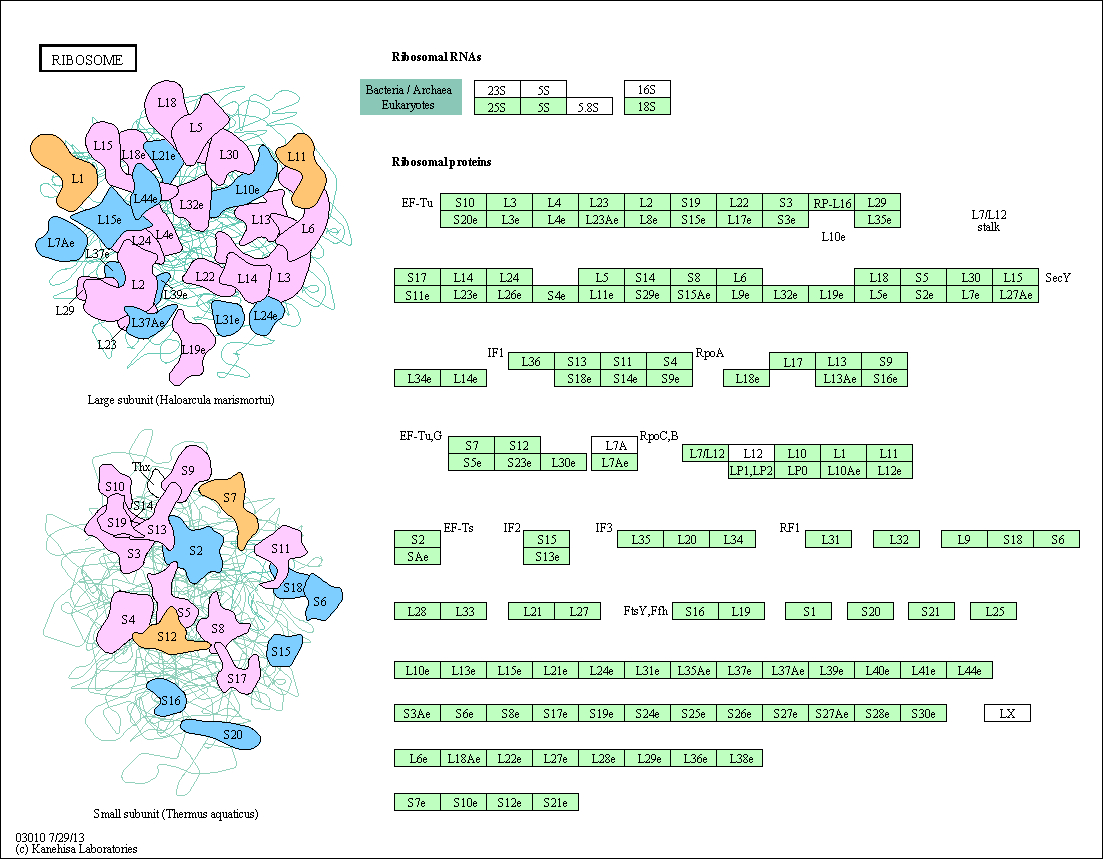 RIBOSOME
L18
L5
L15
L18e
L21e
L30
L11
L1
L44e
L10e
L32e
L15e
L13
L6
L7Ae
L4e
L24
L37e
L22
L14
L3
L2
L39e
L29
L37Ae
L31e
L24e
L23
L19e
Large subunit (Haloarcula marismortui)
Thx
S9
S10
S7
S14
S19
S13
S3
S2
S11
S18
S6
S4
S5
S12
S8
S15
S17
S16
S20
Small subunit (Thermus aquaticus)
03010 7/29/13
(c) Kanehisa Laboratories
Ribosomal RNAs
Bacteria / Archaea 23S 5S 16S
Eukaryotes 25S 5S 5.8S 18S
Ribosomal proteins
EF-Tu S10 L3 L4 L23 L2 S19 L22 S3 RP-L16 L29
S20e L3e L4e L23Ae L8e S15e L17e S3e L35e
L10e
L7/L12
stalk
S17 L14 L24 L5 S14 S8 L6 L18 S5 L30 L15 SecY
S11e L23e L26e S4e L11e S29e S15Ae L9e L32e L19e L5e S2e L7e L27Ae
IF1 L36 S13 S11 S4 RpoA L17 L13 S9
L34e L14e S18e S14e S9e L18e L13Ae S16e
EF-Tu,G S7 S12 L7A RpoC,B L7/L12 L12 L10 L1 L11
S5e S23e L30e L7Ae LP1,LP2 LP0 L10Ae L12e
S2 EF-Ts IF2 S15 IF3 L35 L20 L34 RF1 L31 L32 L9 S18 S6
SAe S13e
L28 L33 L21 L27 FtsY,Ffh S16 L19 S1 S20 S21 L25
L10e L13e L15e L21e L24e L31e L35Ae L37e L37Ae L39e L40e L41e L44e
S3Ae S6e S8e S17e S19e S24e S25e S26e S27e S27Ae S28e S30e LX
L6e L18Ae L22e L27e L28e L29e L36e L38e
S7e S10e S12e S21e